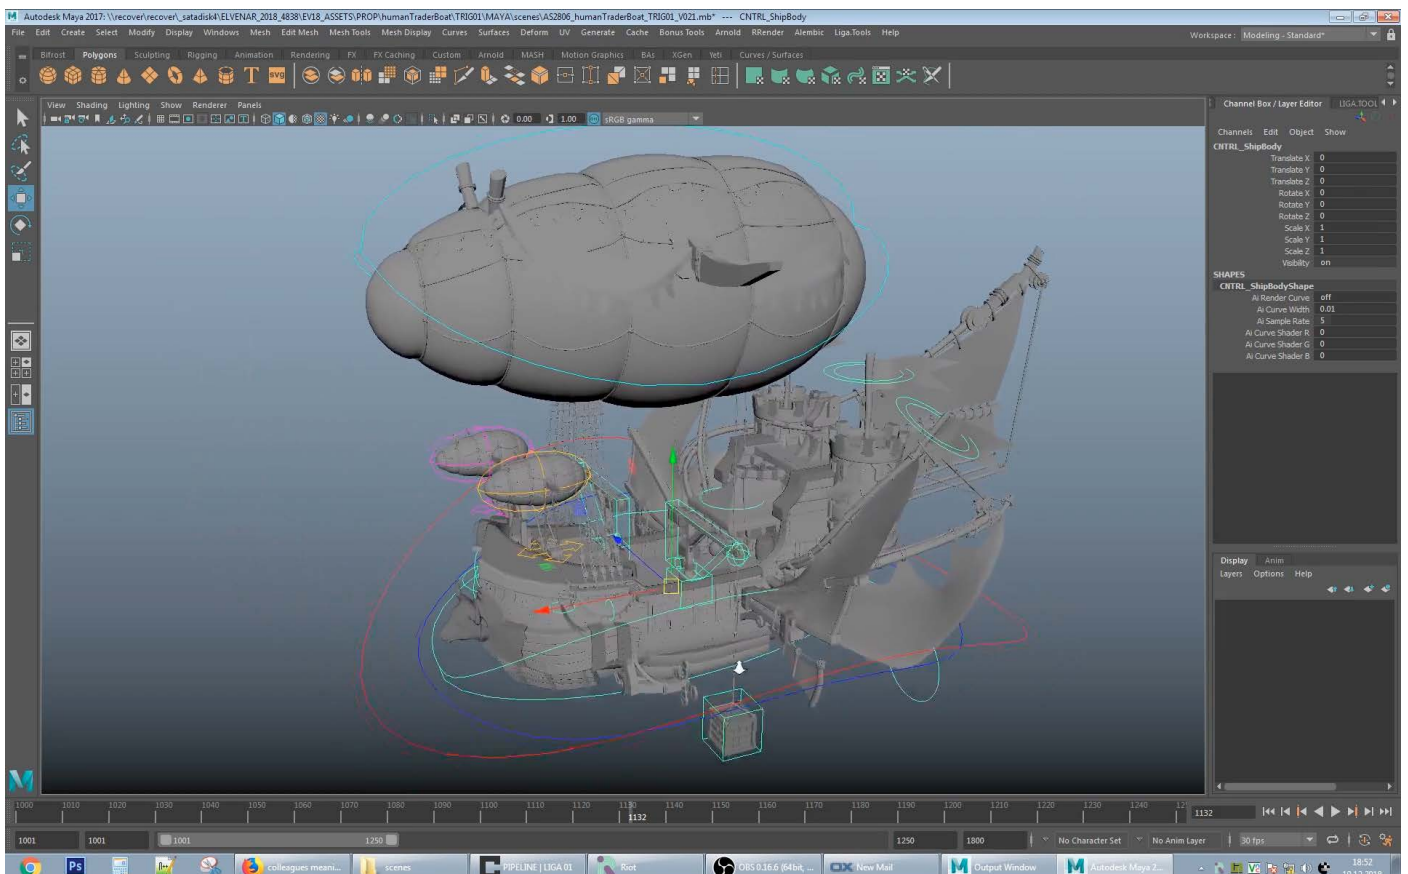 Autodesk Maya 2017: \\recover\recover\_satadisk4\ELVENAR_2018_4838\EV18_ASSETS\PROP\humanTraderBoat\TRIG01\MAYA\scenes\AS2806_humanTraderBoat_TRIG01_V021.mb* --- CNTRL_ShipBody
File Edit Create Select Modify Display Windows Mesh Edit Mesh Mesh Tools Mesh Display Curves Surfaces Deform UV Generate Cache Bonus Tools Arnold RRender Alembic Liga.Tools Help
Workspace : Modeling - Standard*
Bifrost Polygons Sculpting Rigging Animation Rendering FX FX Caching Custom Arnold MASH Motion Graphics BAs XGen Yeti Curves / Surfaces
T svg
View Shading Lighting Show Renderer Panels
0.00 1.00 sRGB gamma
Channel Box / Layer Editor LIGA.TOOL
Channels Edit Object Show
CNTRL_ShipBody
Translate X 0
Translate Y 0
Translate Z 0
Rotate X 0
Rotate Y 0
Rotate Z 0
Scale X 1
Scale Y 1
Scale Z 1
Visibility on
SHAPES
CNTRL_ShipBodyShape
Ai Render Curve off
Ai Curve Width 0.01
Ai Sample Rate 5
Ai Curve Shader R 0
Ai Curve Shader G 0
Ai Curve Shader B 0
Display Anim
Layers Options Help
1000 1010 1020 1030 1040 1050 1060 1070 1080 1090 1100 1110 1120 1130 1140 1150 1160 1170 1180 1190 1200 1210 1220 1230 1240
1132
1132
1001 1001 1001 1250 1250 1800 No Character Set No Anim Layer 30 fps
Ps colleagues meani... scenes PIPELINE | LIGA 01 Riot OBS 0.16.6 (64bit, ... New Mail Output Window Autodesk Maya 2...
18:52